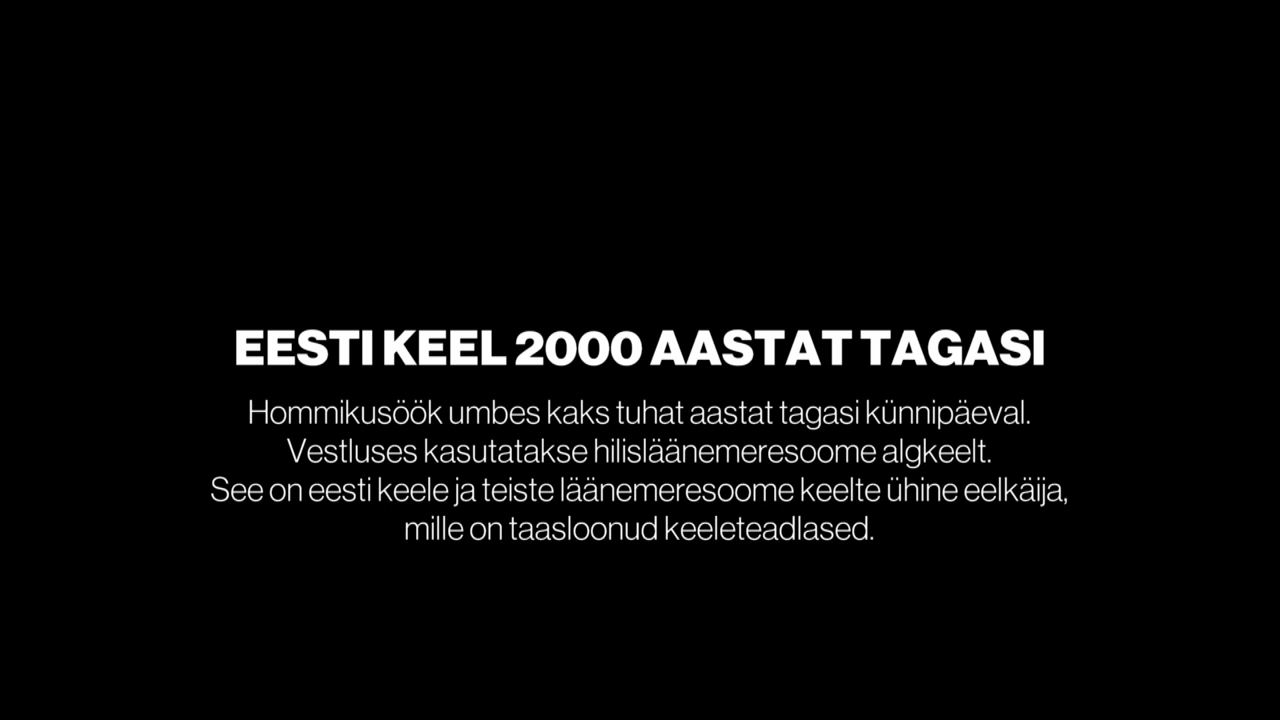 EESTI KEEL 2000 AASTAT TAGASI
Hommikusöök umbes kaks tuhat aastat tagasi künnipäeval.
Vestluses kasutatakse hilisläänemeresoome algkeelt.
See on eesti keele ja teiste läänemeresoome keelte ühine eelkäija,
mille on taasloonud keeleteadlased.